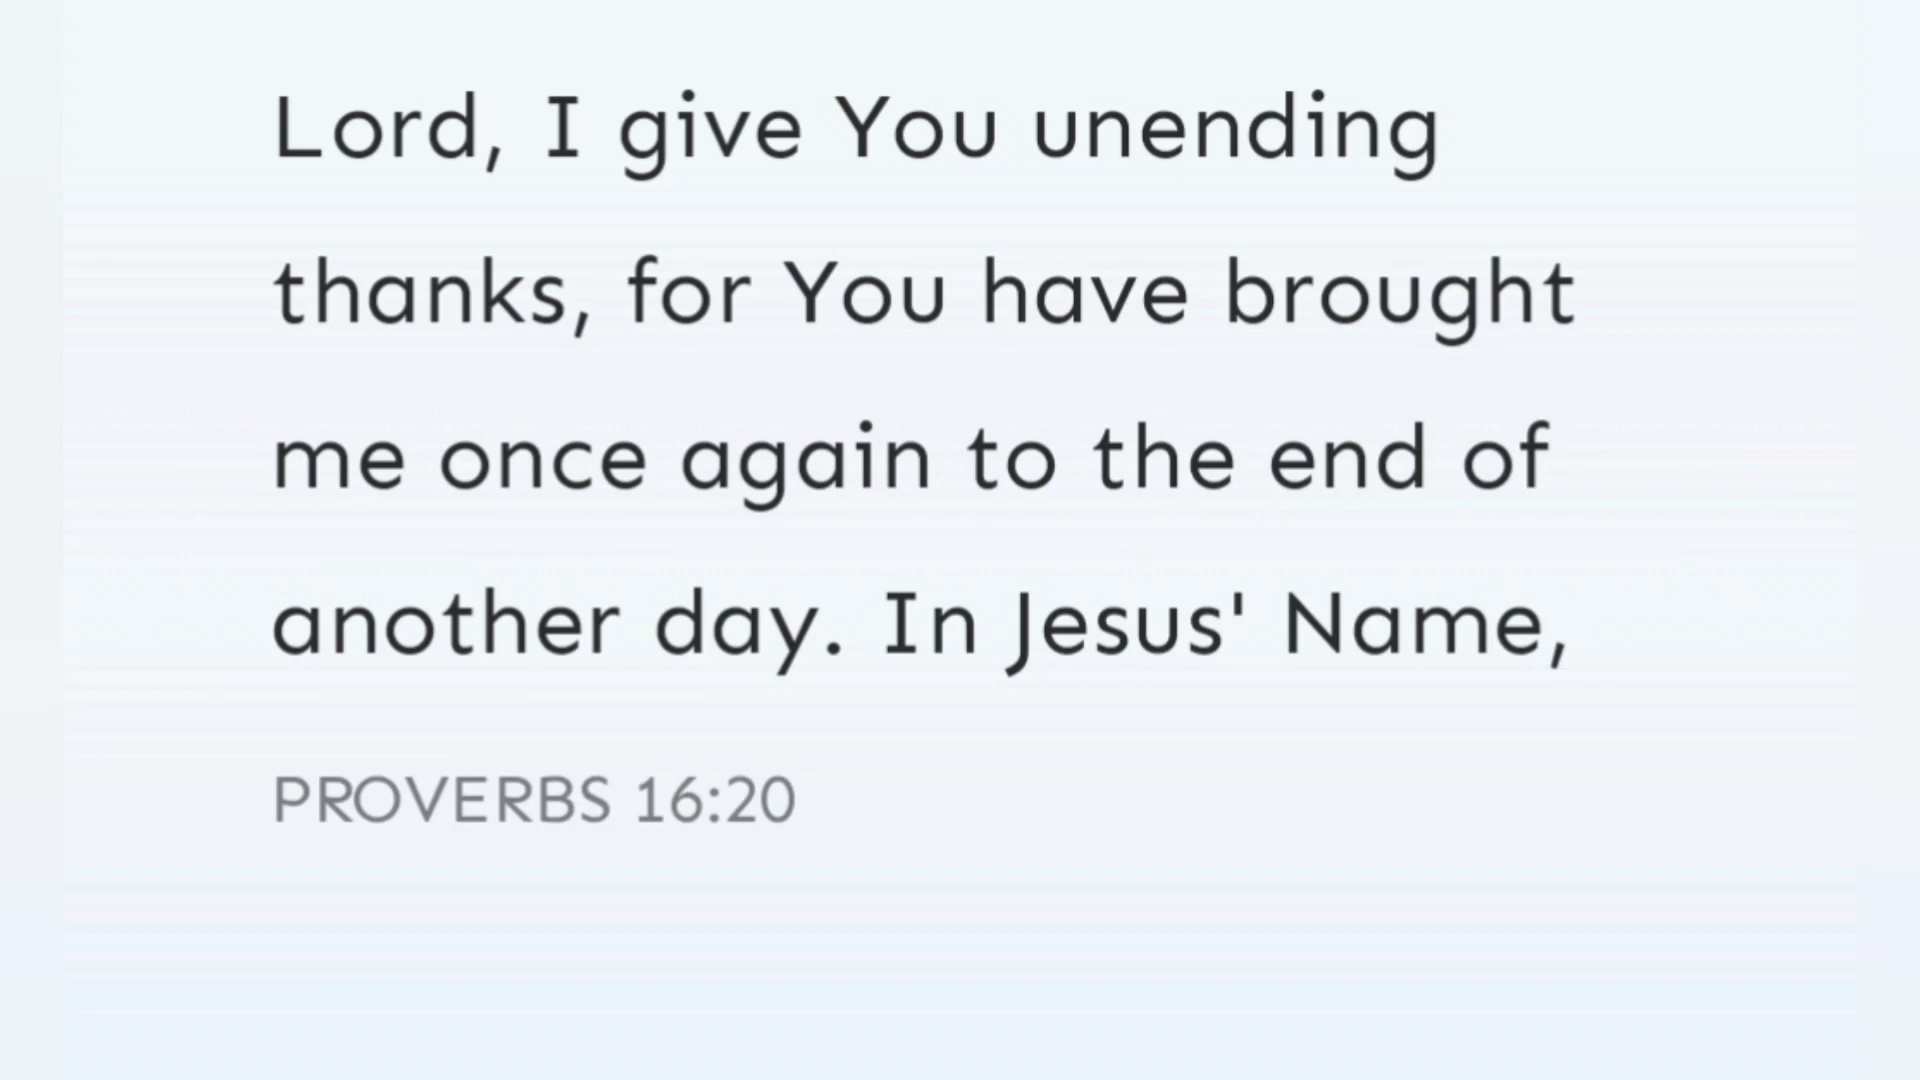 Lord, I give You unending
thanks, for You have brought
me once again to the end of
another day. In Jesus' Name,
PROVERBS 16:20